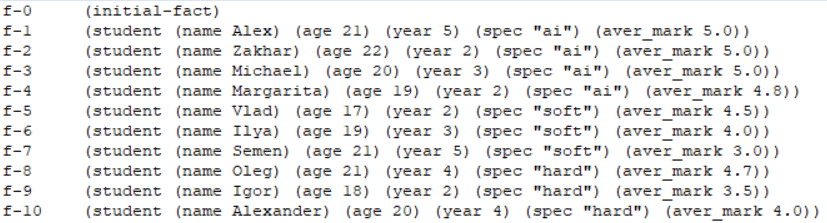 f-0 (initial-fact)
f-1 (student (name Alex) (age 21) (year 5) (spec "ai") (aver_mark 5.0))
f-2 (student (name Zakhar) (age 22) (year 2) (spec "ai") (aver_mark 5.0))
f-3 (student (name Michael) (age 20) (year 3) (spec "ai") (aver_mark 5.0))
f-4 (student (name Margarita) (age 19) (year 2) (spec "ai") (aver_mark 4.8))
f-5 (student (name Vlad) (age 17) (year 2) (spec "soft") (aver_mark 4.5))
f-6 (student (name Ilya) (age 19) (year 3) (spec "soft") (aver_mark 4.0))
f-7 (student (name Semen) (age 21) (year 5) (spec "soft") (aver_mark 3.0))
f-8 (student (name Oleg) (age 21) (year 4) (spec "hard") (aver_mark 4.7))
f-9 (student (name Igor) (age 18) (year 2) (spec "hard") (aver_mark 3.5))
f-10 (student (name Alexander) (age 20) (year 4) (spec "hard") (aver_mark 4.0))